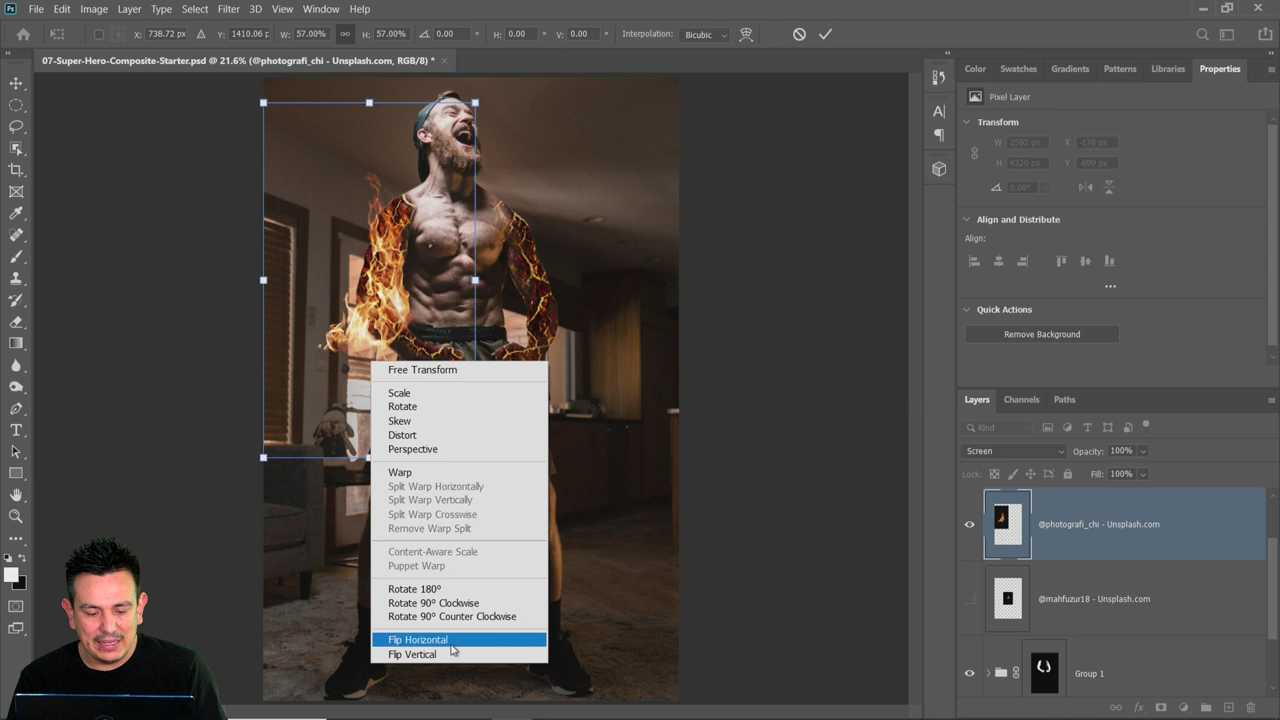 Ps File Edit Image Layer Type Select Filter 3D View Window Help
X: 738.72 px Y: 1410.06 p W: 57.00% H: 57.00% 0.00 ° H: 0.00 ° V: 0.00 ° Interpolation: Bicubic
07-Super-Hero-Composite-Starter.psd @ 21.6% (@photografi_chi - Unsplash.com, RGB/8) *
Color Swatches Gradients Patterns Libraries Properties
Pixel Layer
Transform
W 2592 px X -178 px
H 4320 px Y -699 px
0.00°
Align and Distribute
Align:
Quick Actions
Remove Background
Free Transform
Scale
Rotate
Skew
Distort
Perspective
Warp
Split Warp Horizontally
Split Warp Vertically
Split Warp Crosswise
Remove Warp Split
Content-Aware Scale
Puppet Warp
Rotate 180°
Rotate 90° Clockwise
Rotate 90° Counter Clockwise
Flip Horizontal
Flip Vertical
Layers Channels Paths
Kind
Screen Opacity: 100%
Lock: Fill: 100%
@photografi_chi - Unsplash.com
@mahfuzur18 - Unsplash.com
Group 1